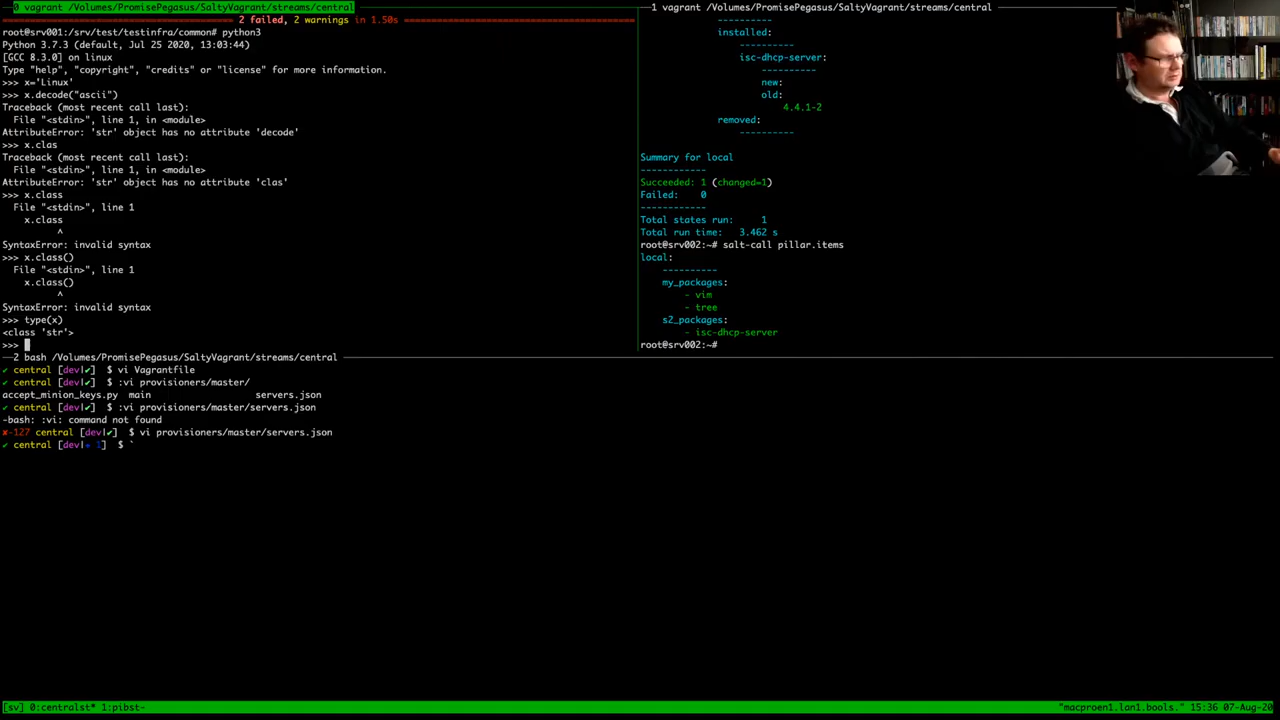 0 vagrant /Volumes/PromisePegasus/SaltyVagrant/streams/central
2 failed, 2 warnings in 1.50s
root@srv001:/srv/test/testinfra/common# python3
Python 3.7.3 (default, Jul 25 2020, 13:03:44)
[GCC 8.3.0] on linux
Type "help", "copyright", "credits" or "license" for more information.
>>> x='Linux'
>>> x.decode("ascii")
Traceback (most recent call last):
  File "<stdin>", line 1, in <module>
AttributeError: 'str' object has no attribute 'decode'
>>> x.clas
Traceback (most recent call last):
  File "<stdin>", line 1, in <module>
AttributeError: 'str' object has no attribute 'clas'
>>> x.class
  File "<stdin>", line 1
    x.class
          ^
SyntaxError: invalid syntax
>>> x.class()
  File "<stdin>", line 1
    x.class()
          ^
SyntaxError: invalid syntax
>>> type(x)
<class 'str'>
>>>
1 vagrant /Volumes/PromisePegasus/SaltyVagrant/streams/central
----------
installed:
----------
isc-dhcp-server:
----------
new:
old:
4.4.1-2
removed:
----------
Summary for local
------------
Succeeded: 1 (changed=1)
Failed:    0
------------
Total states run:     1
Total run time:   3.462 s
root@srv002:~# salt-call pillar.items
local:
----------
my_packages:
- vim
- tree
s2_packages:
- isc-dhcp-server
root@srv002:~#
2 bash /Volumes/PromisePegasus/SaltyVagrant/streams/central
✔ central [dev|✔]  $ vi Vagrantfile
✔ central [dev|✔]  $ :vi provisioners/master/
accept_minion_keys.py  main                   servers.json
✔ central [dev|✔]  $ :vi provisioners/master/servers.json
-bash: :vi: command not found
✘-127 central [dev|✔]  $ vi provisioners/master/servers.json
✔ central [dev|✚ 1]  $ `
[sv] 0:centralst* 1:pibst-
"macproen1.lan1.bools." 15:36 07-Aug-20